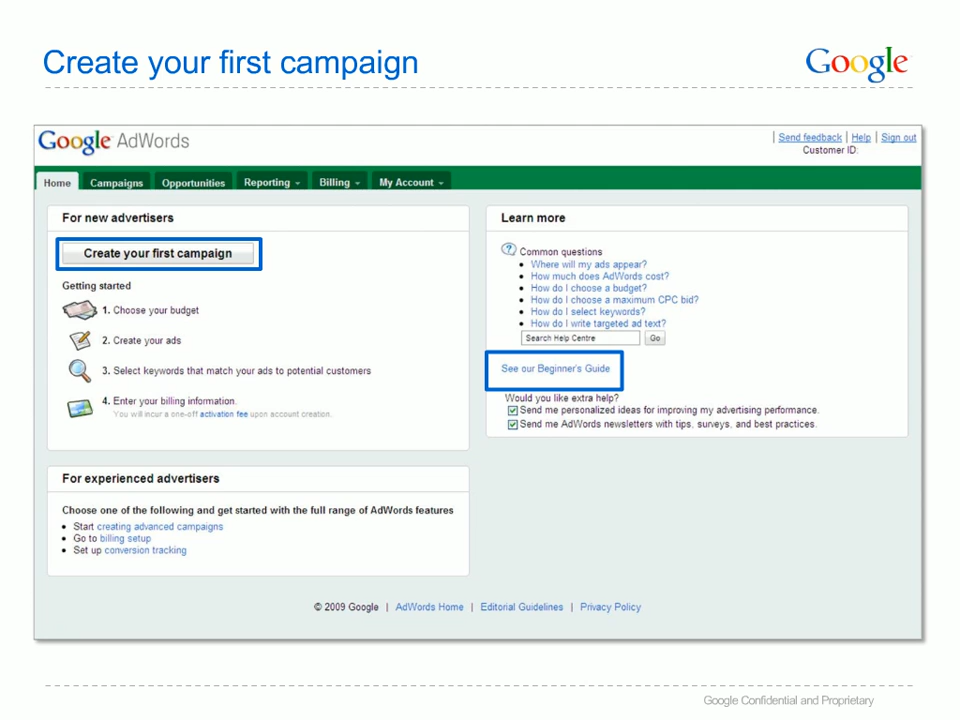 Create your first campaign
Google
Google AdWords
| Send feedback | Help | Sign out
Customer ID:
Home Campaigns Opportunities Reporting Billing My Account
For new advertisers
Create your first campaign
Getting started
1. Choose your budget
2. Create your ads
3. Select keywords that match your ads to potential customers
4. Enter your billing information.
You will incur a one-off activation fee upon account creation.
For experienced advertisers
Choose one of the following and get started with the full range of AdWords features
• Start creating advanced campaigns
• Go to billing setup
• Set up conversion tracking
Learn more
? Common questions
• Where will my ads appear?
• How much does AdWords cost?
• How do I choose a budget?
• How do I choose a maximum CPC bid?
• How do I select keywords?
• How do I write targeted ad text?
Search Help Centre Go
See our Beginner's Guide
Would you like extra help?
Send me personalized ideas for improving my advertising performance.
Send me AdWords newsletters with tips, surveys, and best practices.
© 2009 Google | AdWords Home | Editorial Guidelines | Privacy Policy
Google Confidential and Proprietary